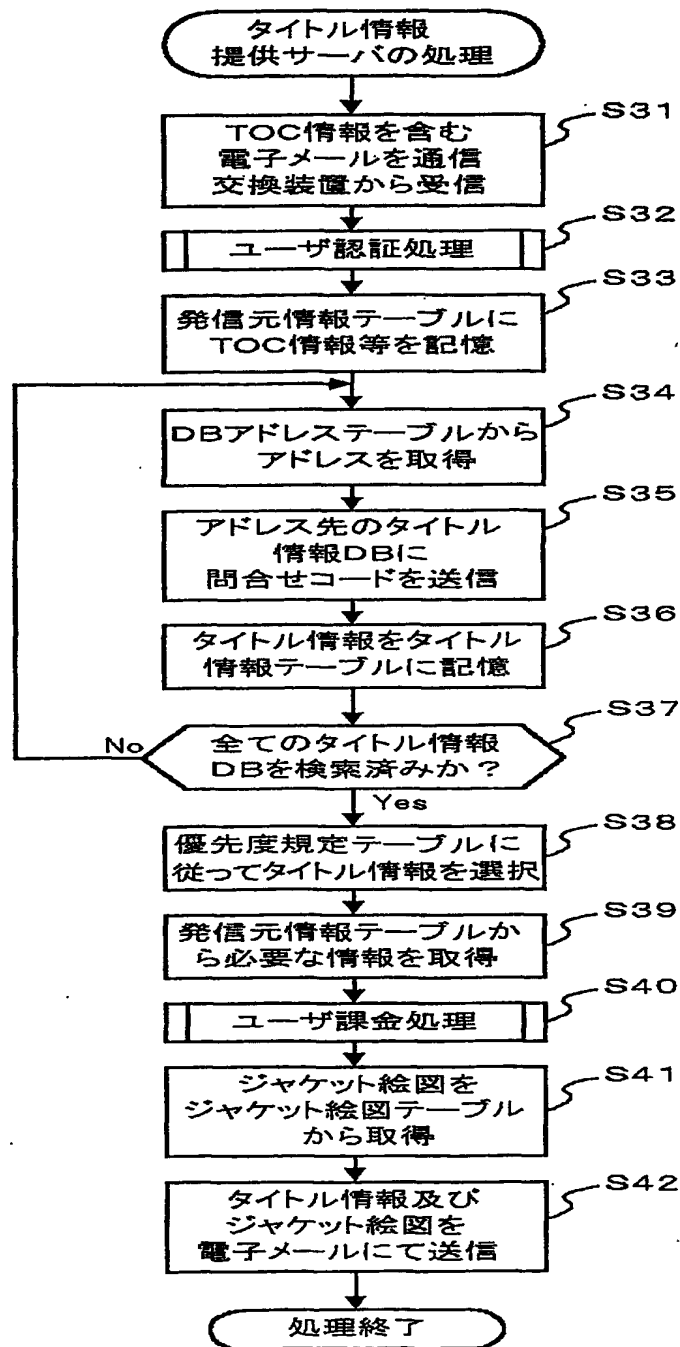 タイトル情報
提供サーバの処理
S31
TOC情報を含む
電子メールを通信
交換装置から受信
S32
ユーザ認証処理
S33
発信元情報テーブルに
TOC情報等を記憶
S34
DBアドレステーブルから
アドレスを取得
S35
アドレス先のタイトル
情報DBに
問合せコードを送信
S36
タイトル情報をタイトル
情報テーブルに記憶
S37
No
全てのタイトル情報
DBを検索済みか?
Yes
S38
優先度規定テーブルに
従ってタイトル情報を選択
S39
発信元情報テーブルか
ら必要な情報を取得
S40
ユーザ課金処理
S41
ジャケット絵図を
ジャケット絵図テーブル
から取得
S42
タイトル情報及び
ジャケット絵図を
電子メールにて送信
処理終了